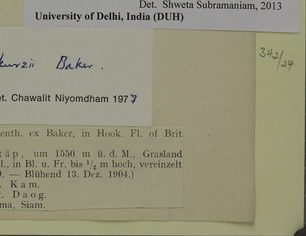 Det. Shweta Subramaniam, 2013
University of Delhi, India (DUH)
kurzii Baker.
et. Chawalit Niyomdham 1977
342/24
enth. ex Baker, in Hook. Fl. of Brit
táp, um 1550 m ü. d. M., Grasland
l., in Bl. u. Fr. bis 1/2 m hoch, vereinzelt
). — Blühend 13. Dez. 1904.)
. Kam.
. Daog.
ma, Siam.